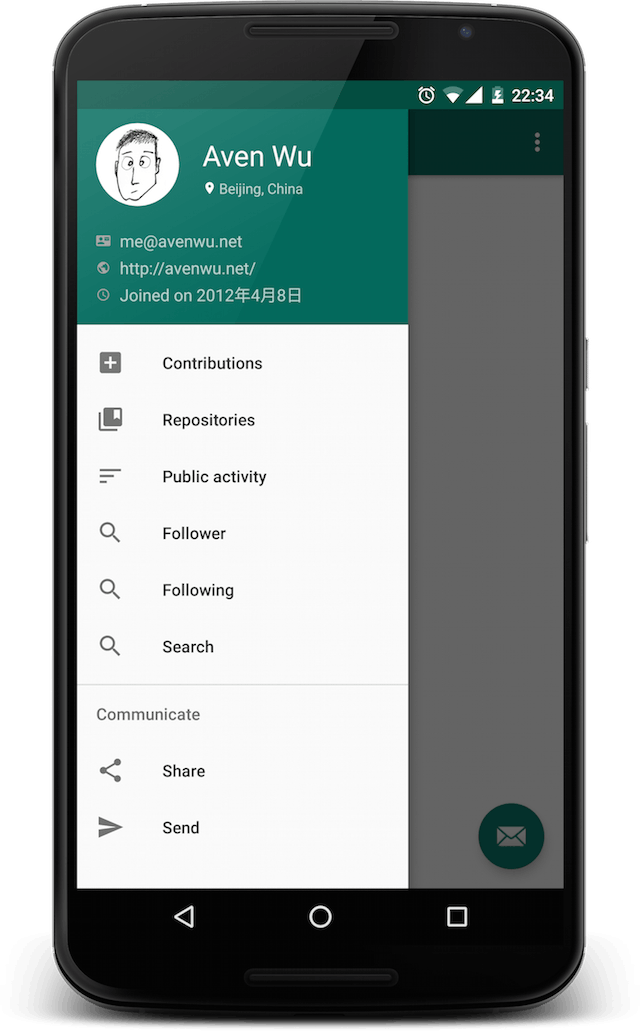 22:34
Aven Wu
Beijing, China
me@avenwu.net
http://avenwu.net/
Joined on 2012年4月8日
Contributions
Repositories
Public activity
Follower
Following
Search
Communicate
Share
Send